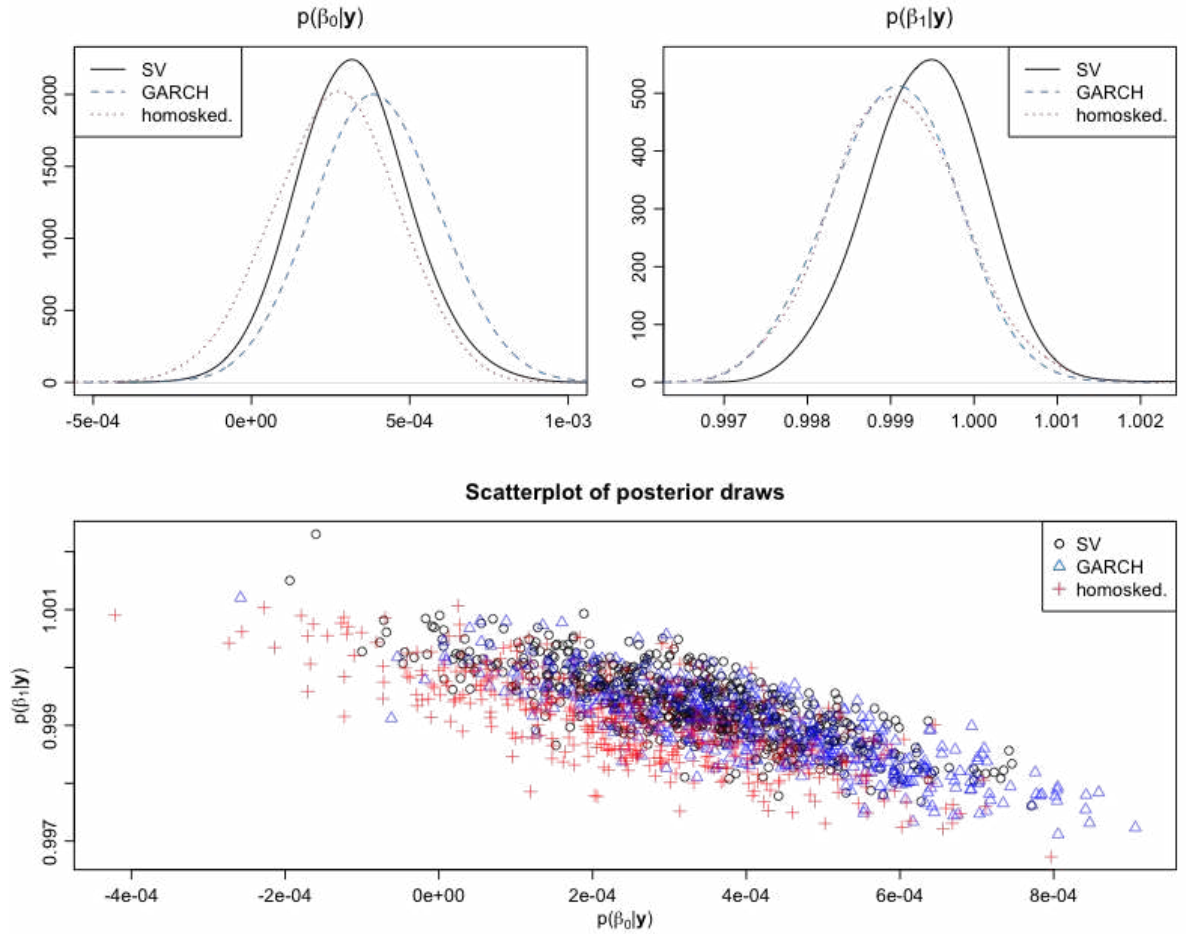 p(β₀|y)
SV
GARCH
homosked.
2000
1500
1000
500
0
-5e-04 0e+00 5e-04 1e-03
p(β₁|y)
SV
GARCH
homosked.
500
400
300
200
100
0
0.997 0.998 0.999 1.000 1.001 1.002
Scatterplot of posterior draws
SV
GARCH
homosked.
p(β₁|y)
1.001
0.999
0.997
-4e-04 -2e-04 0e+00 2e-04 4e-04 6e-04 8e-04
p(β₀|y)